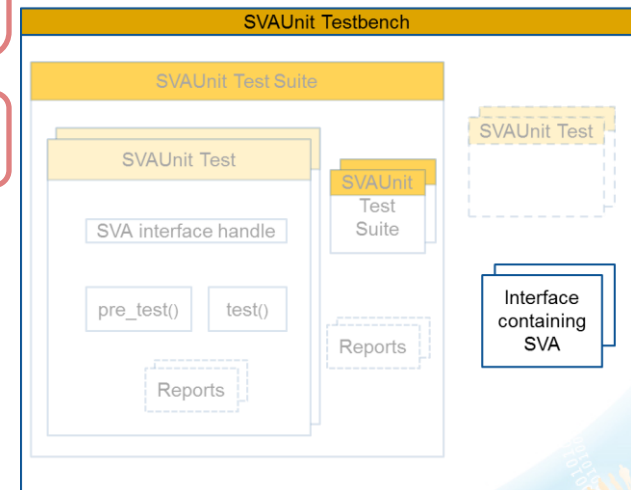 SVAUnit Testbench
SVAUnit Test Suite
SVAUnit Test
SVA interface handle
pre_test()
test()
Reports
SVAUnit
Test
Suite
Reports
SVAUnit Test
Interface
containing
SVA